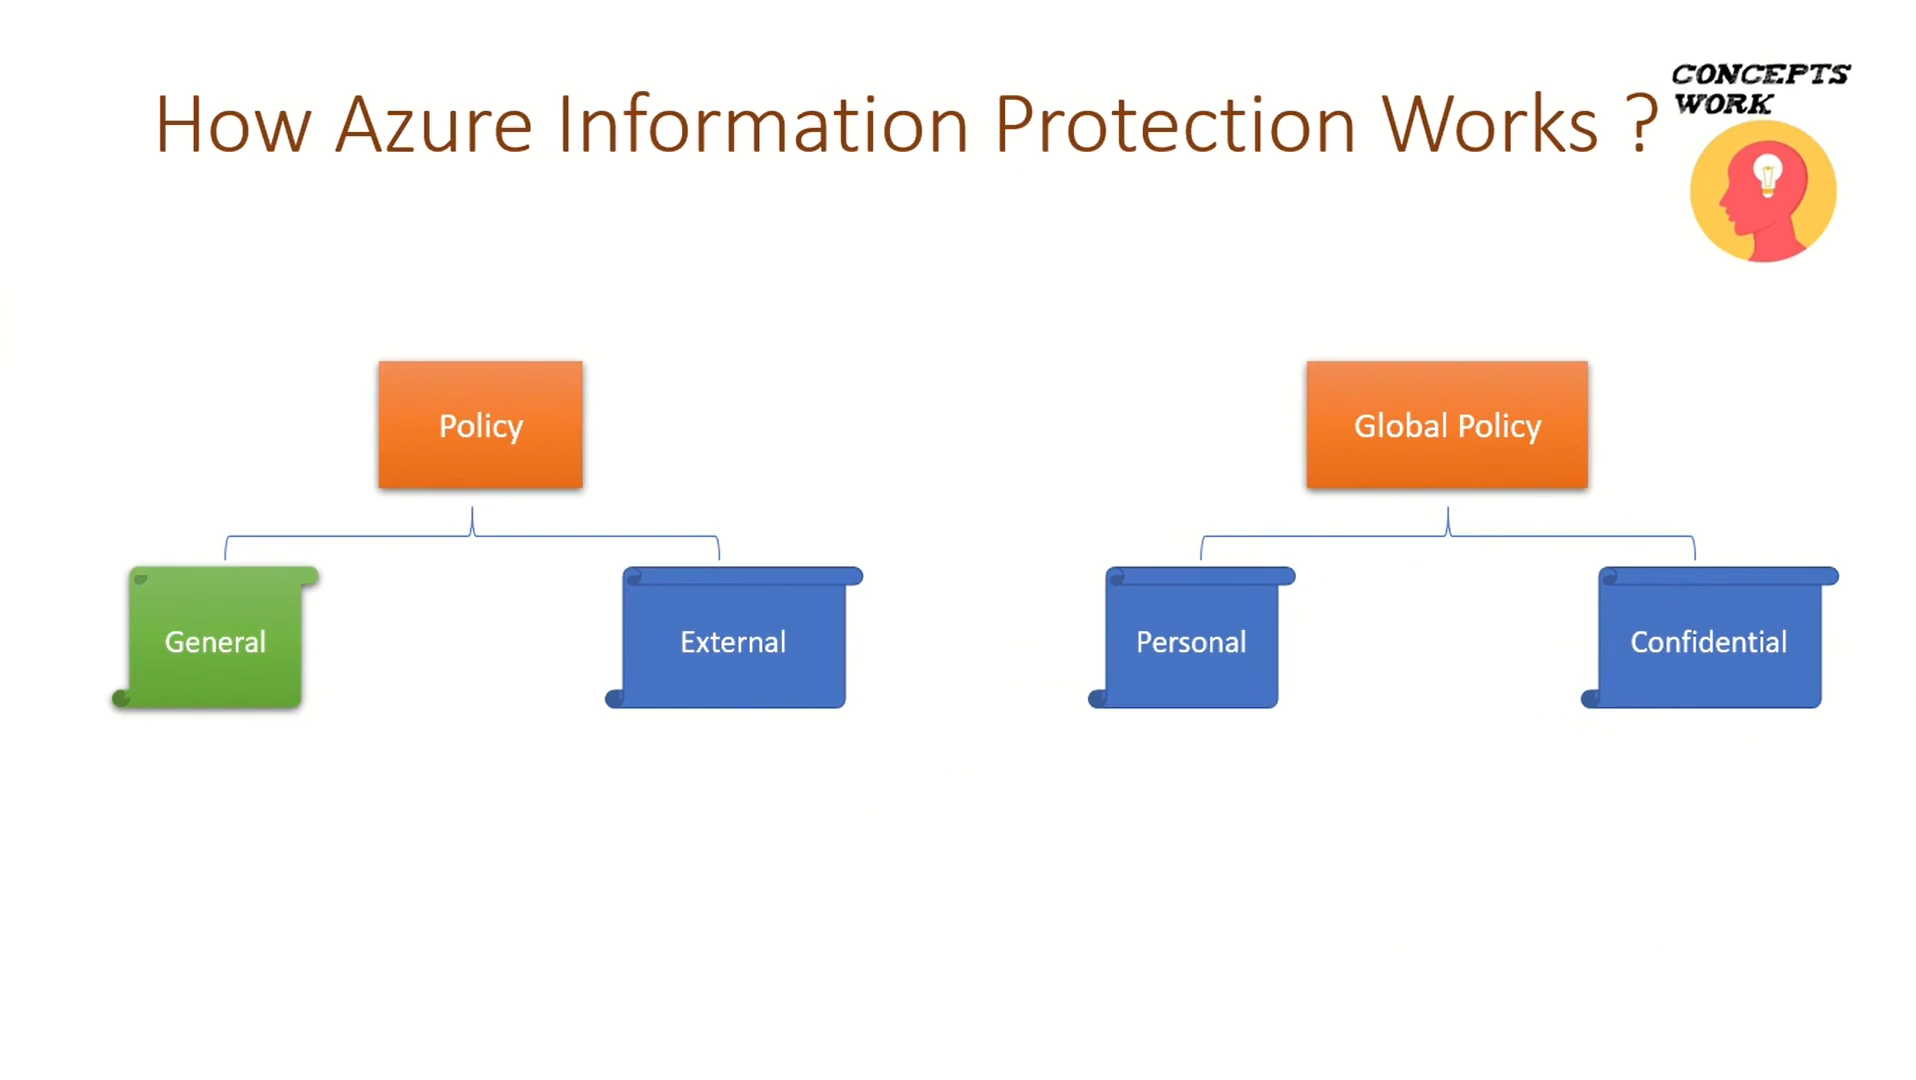 How Azure Information Protection Works ?
CONCEPTS
WORK
Policy
Global Policy
General
External
Personal
Confidential